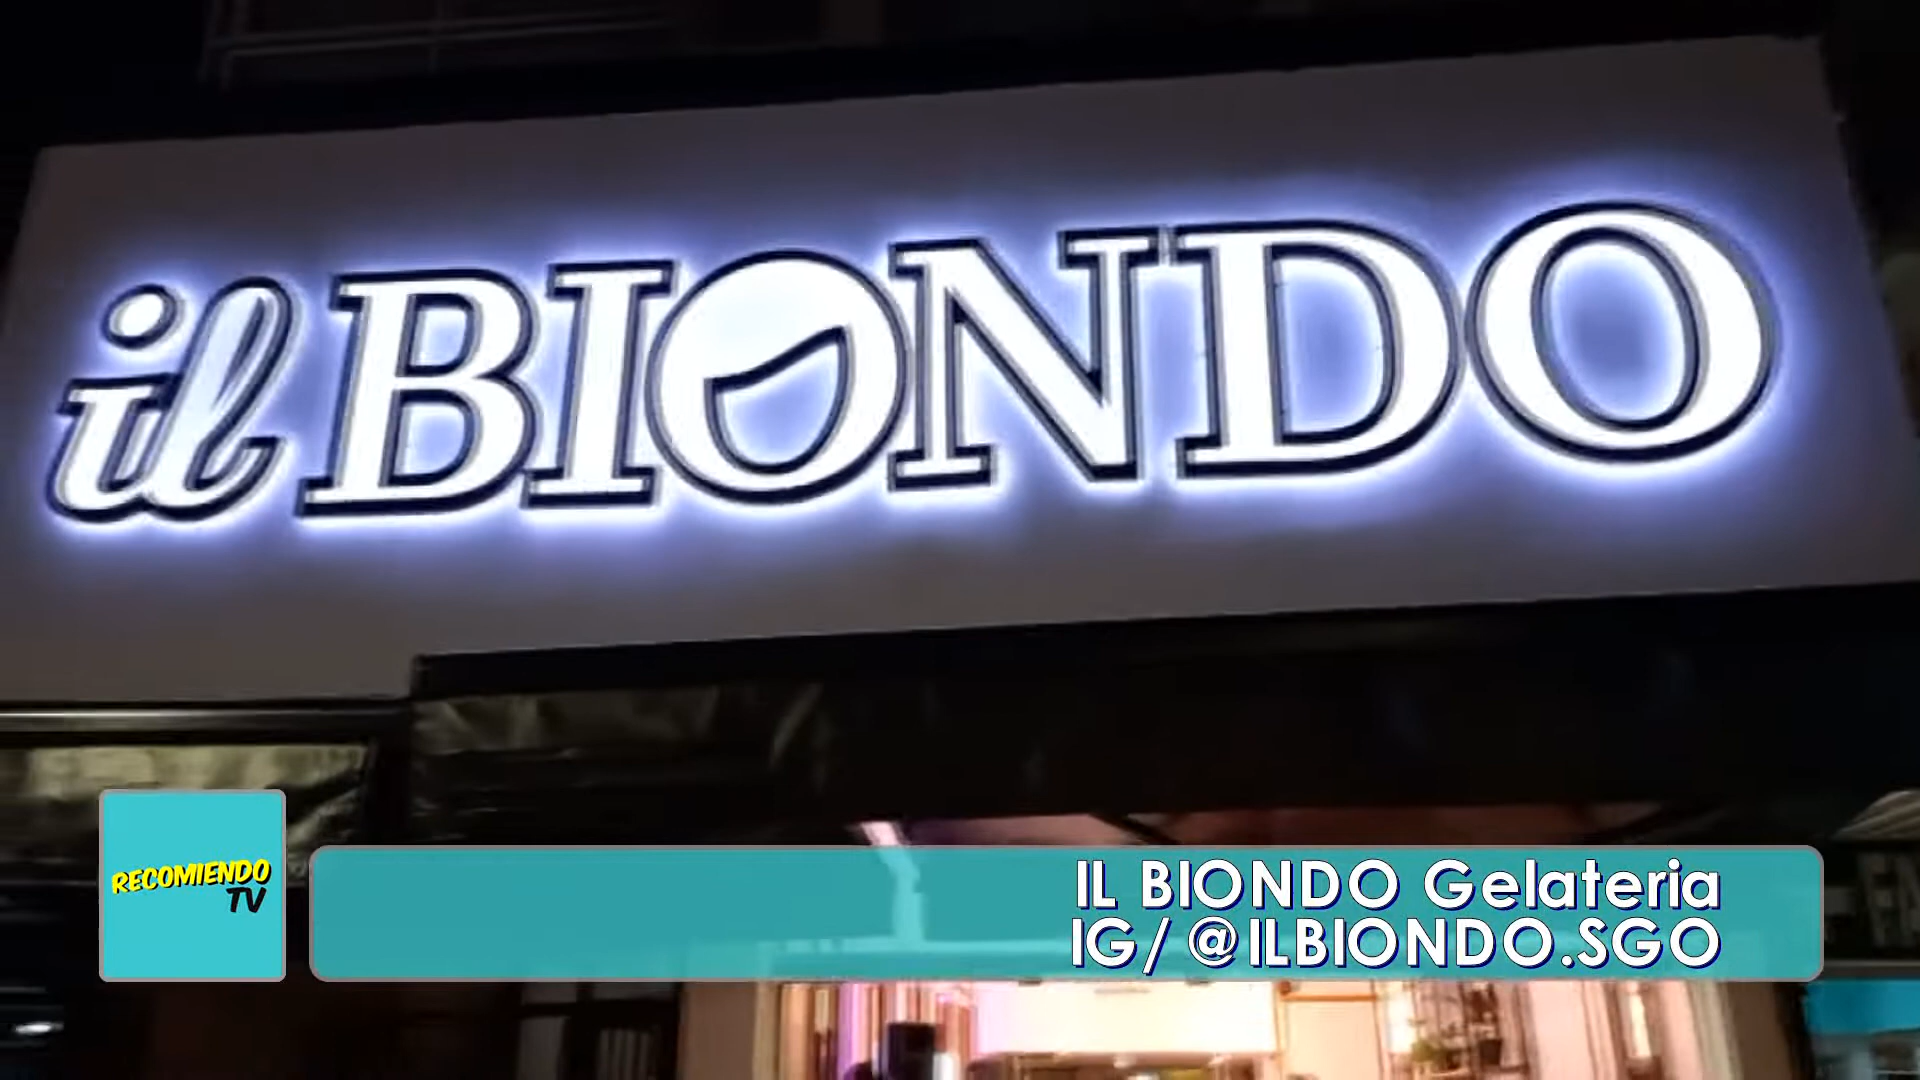 il BIONDO
RECOMIENDO
TV
IL BIONDO Gelateria
IG/ @ILBIONDO.SGO